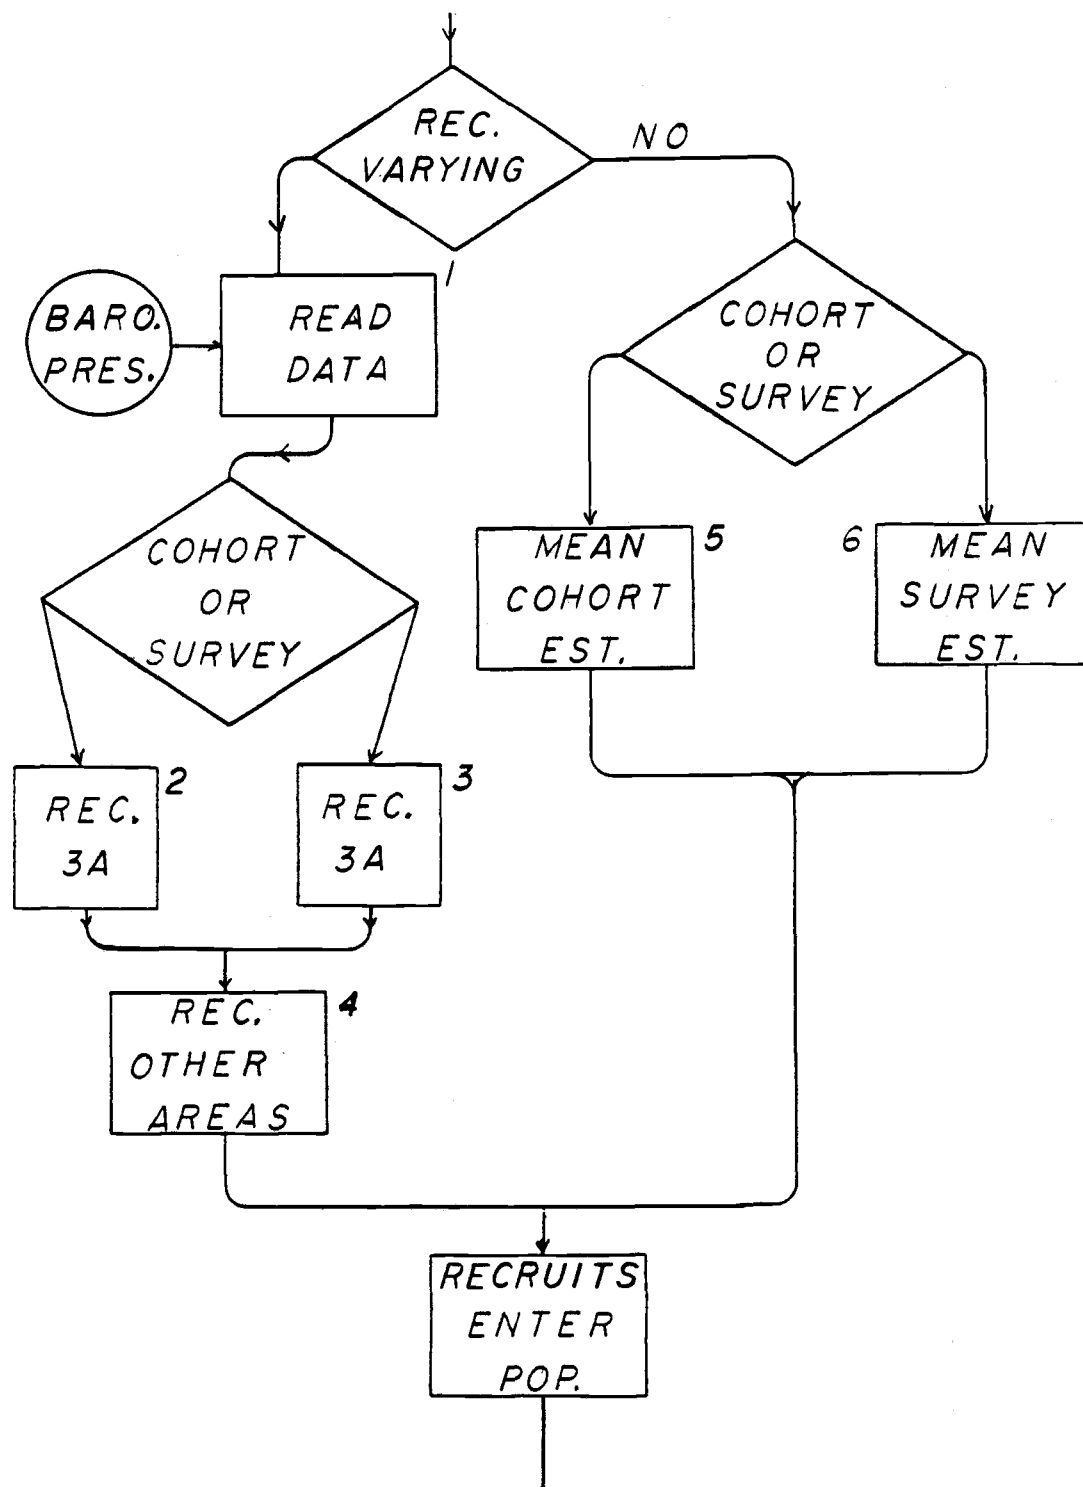 REC.
VARYING
NO
1
BARO.
PRES.
READ
DATA
COHORT
OR
SURVEY
COHORT
OR
SURVEY
MEAN
COHORT
EST.
5
6
MEAN
SURVEY
EST.
REC.
3A
2
REC.
3A
3
REC.
OTHER
AREAS
4
RECRUITS
ENTER
POP.